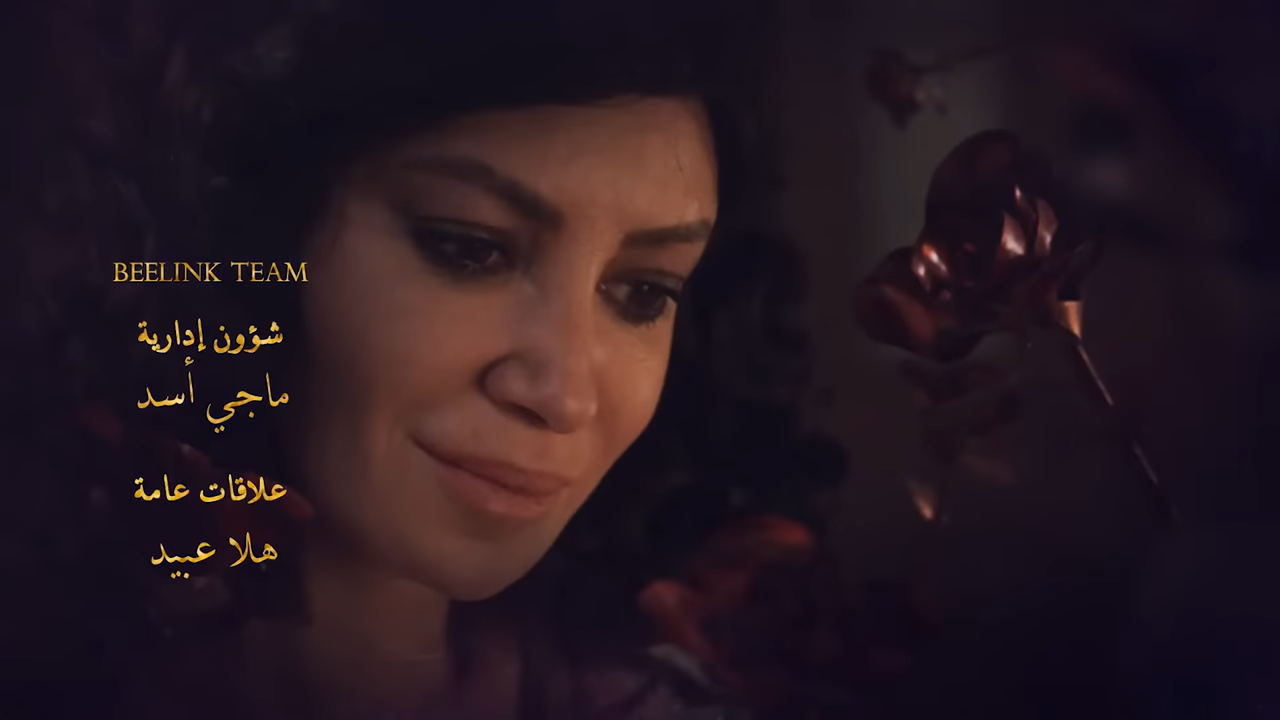 BEELINK TEAM
شؤون إدارية
ماجي أسد
علاقات عامة
هلا عبيد